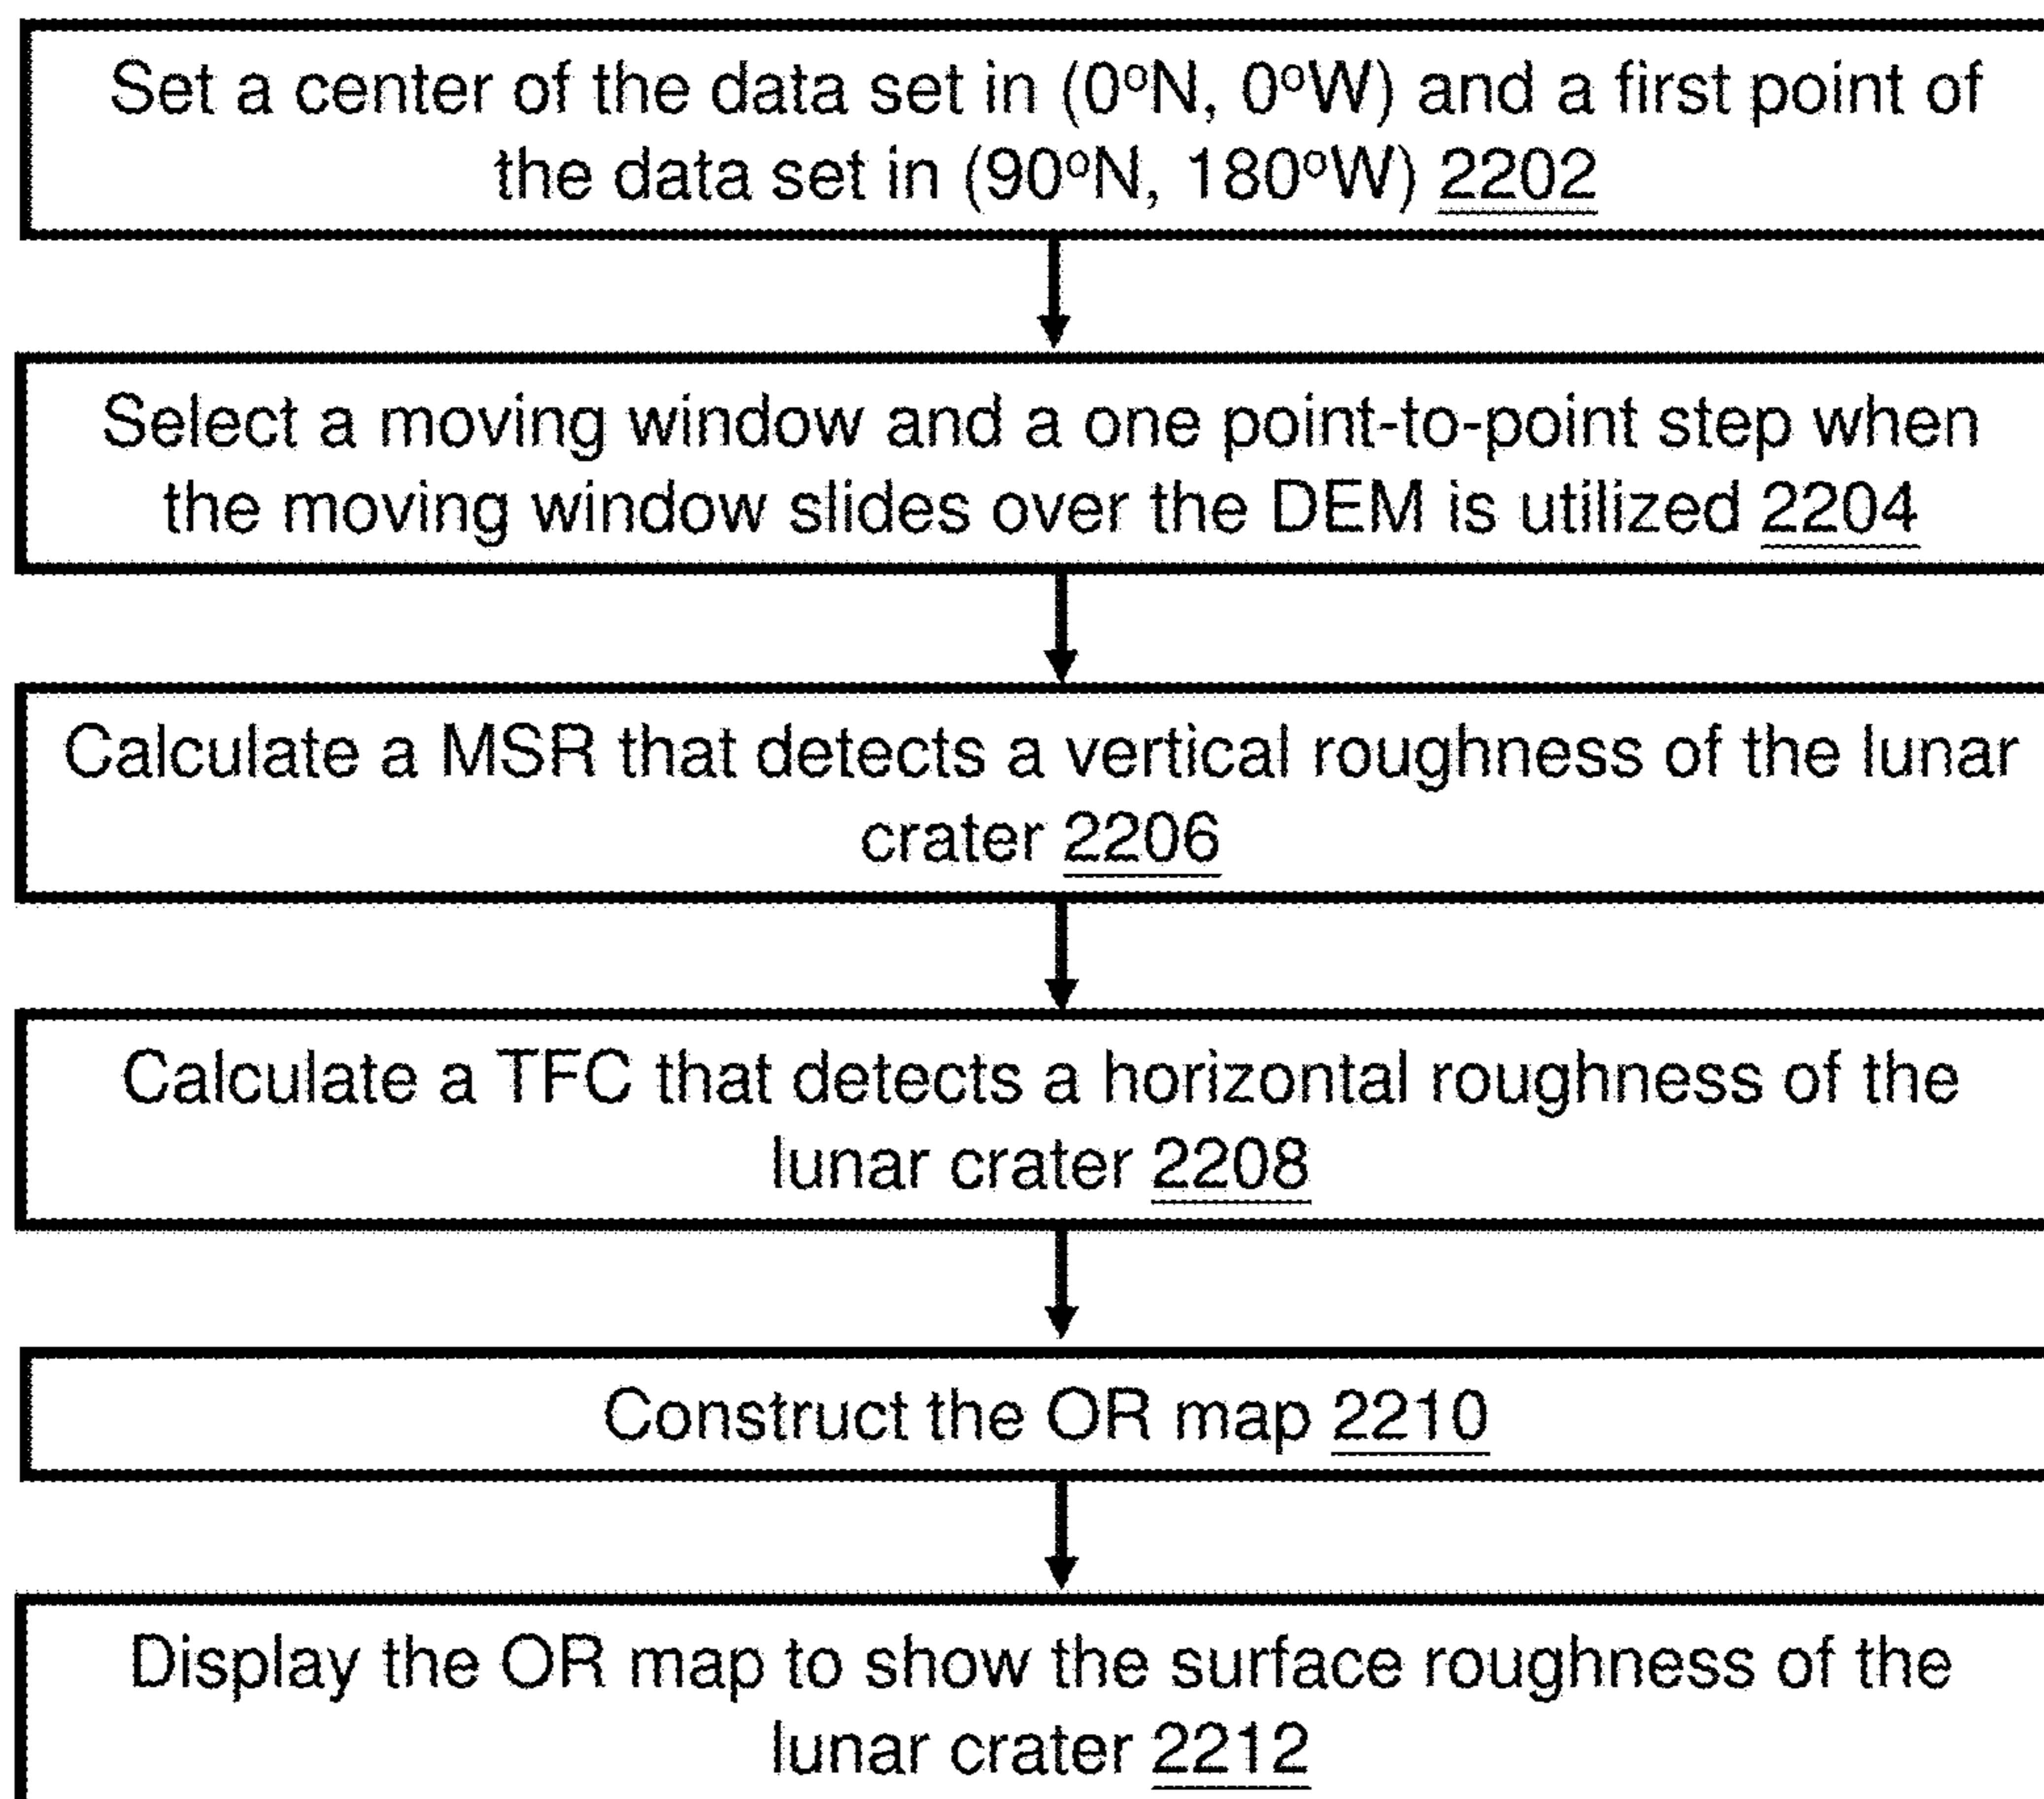 Set a center of the data set in (0°N, 0°W) and a first point of
the data set in (90°N, 180°W) 2202
Select a moving window and a one point-to-point step when
the moving window slides over the DEM is utilized 2204
Calculate a MSR that detects a vertical roughness of the lunar
crater 2206
Calculate a TFC that detects a horizontal roughness of the
lunar crater 2208
Construct the OR map 2210
Display the OR map to show the surface roughness of the
lunar crater 2212